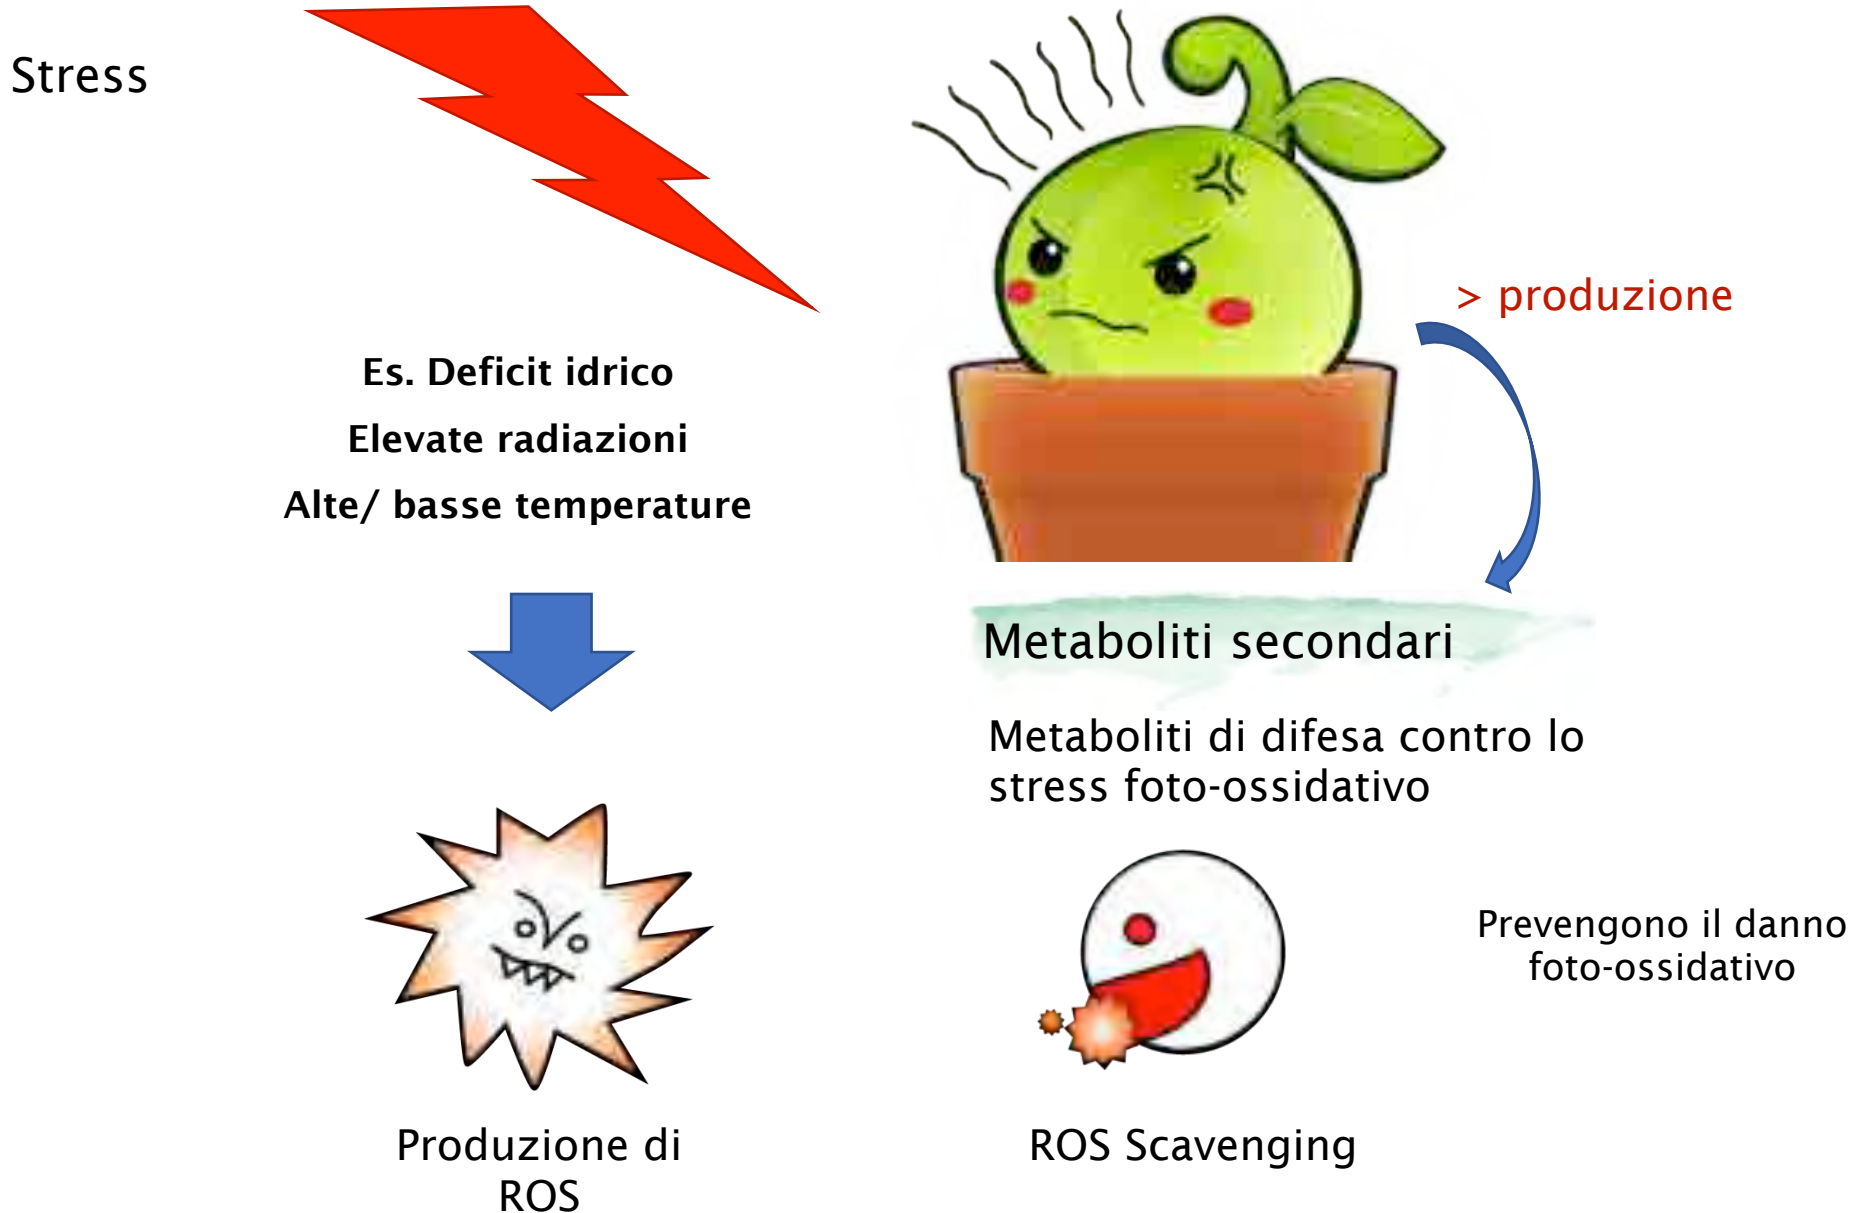 Stress
> produzione
Es. Deficit idrico
Elevate radiazioni
Alte/ basse temperature
Metaboliti secondari
Metaboliti di difesa contro lo
stress foto-ossidativo
Prevengono il danno
foto-ossidativo
Produzione di
ROS
ROS Scavenging